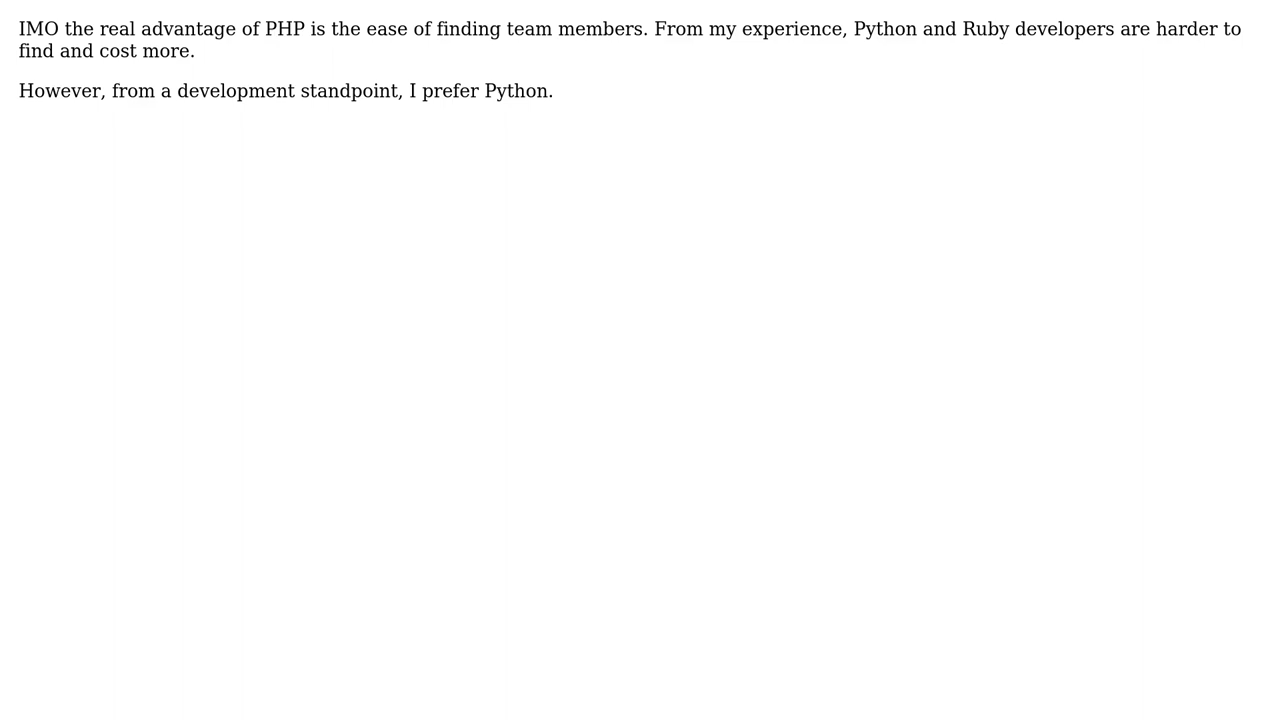 IMO the real advantage of PHP is the ease of finding team members. From my experience, Python and Ruby developers are harder to
find and cost more.
However, from a development standpoint, I prefer Python.